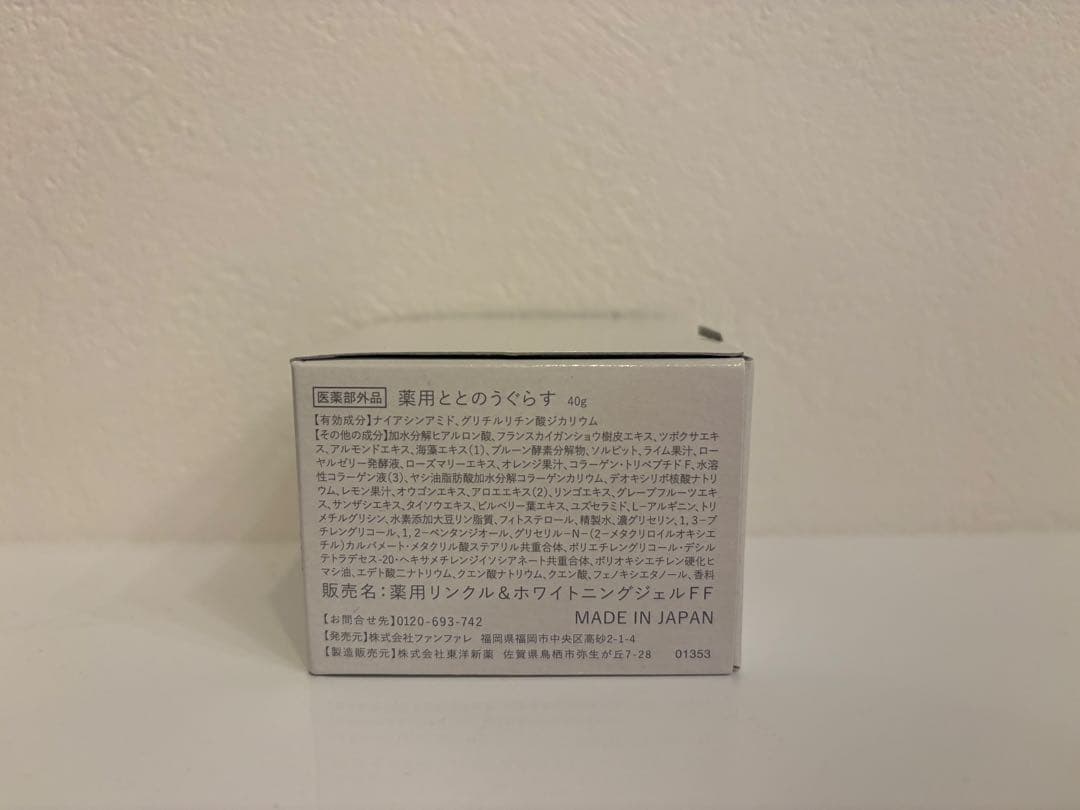 医薬部外品 薬用ととのうぐらす 40g
【有効成分】ナイアシンアミド、グリチルリチン酸ジカリウム
【その他の成分】加水分解ヒアルロン酸、フランスカイガンショウ樹皮エキス、ツボクサエキ
ス、アルモンドエキス、海藻エキス(1)、プルーン酵素分解物、ソルビット、ライム果汁、ロー
ヤルゼリー発酵液、ローズマリーエキス、オレンジ果汁、コラーゲン・トリペプチドF、水溶
性コラーゲン液(3)、ヤシ油脂肪酸加水分解コラーゲンカリウム、デオキシリボ核酸ナトリ
ウム、レモン果汁、オウゴンエキス、アロエエキス(2)、リンゴエキス、グレープフルーツエキ
ス、サンザシエキス、タイソウエキス、ビルベリー葉エキス、ユズセラミド、L-アルギニン、トリ
メチルグリシン、水素添加大豆リン脂質、フィトステロール、精製水、濃グリセリン、1,3-ブ
チレングリコール、1,2-ペンタンジオール、グリセリル-N-(2-メタクリロイルオキシエ
チル)カルバメート・メタクリル酸ステアリル共重合体、ポリエチレングリコール・デシル
テトラデセス-20・ヘキサメチレンジイソシアネート共重合体、ポリオキシエチレン硬化ヒ
マシ油、エデト酸二ナトリウム、クエン酸ナトリウム、クエン酸、フェノキシエタノール、香料
販売名:薬用リンクル&ホワイトニングジェルFF
【お問合せ先】0120-693-742 MADE IN JAPAN
【発売元】株式会社ファンファレ 福岡県福岡市中央区高砂2-1-4
【製造販売元】株式会社東洋新薬 佐賀県鳥栖市弥生が丘7-28 01353